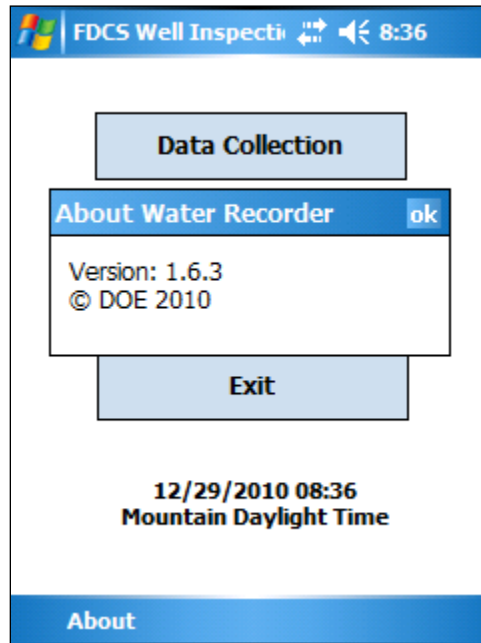 FDCS Well Inspecti 8:36
Data Collection
About Water Recorder ok
Version: 1.6.3
© DOE 2010
Exit
12/29/2010 08:36
Mountain Daylight Time
About